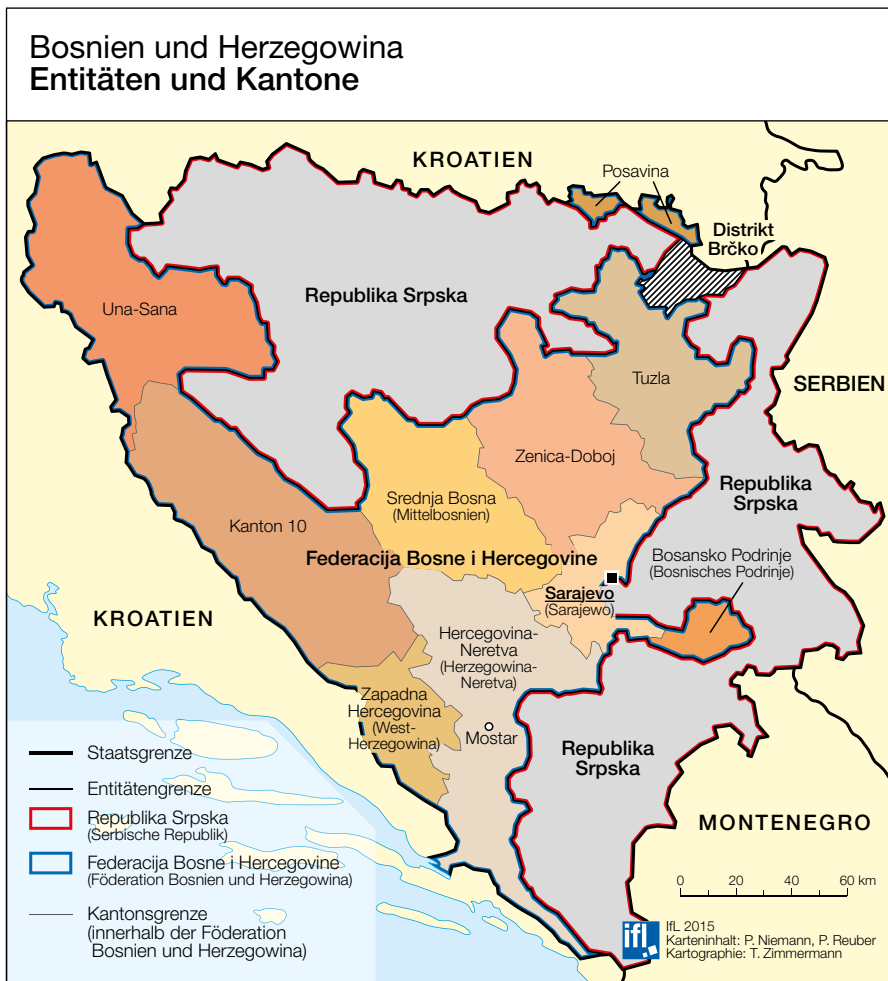 Bosnien und Herzegowina
Entitäten und Kantone
KROATIEN
Posavina
Distrikt
Brčko
Una-Sana
Republika Srpska
Tuzla
SERBIEN
Zenica-Doboj
Republika
Srpska
Srednja Bosna
(Mittelbosnien)
Kanton 10
Federacija Bosne i Hercegovine
Bosansko Podrinje
(Bosnisches Podrinje)
Sarajevo
(Sarajewo)
KROATIEN
Hercegovina-
Neretva
(Herzegowina-
Neretva)
Zapadna
Hercegovina
(West-
Herzegowina)
Mostar
Republika
Srpska
MONTENEGRO
Staatsgrenze
Entitätengrenze
Republika Srpska
(Serbische Republik)
Federacija Bosne i Hercegovine
(Föderation Bosnien und Herzegowina)
Kantonsgrenze
(innerhalb der Föderation
Bosnien und Herzegowina)
0 20 40 60 km
ifl
IfL 2015
Karteninhalt: P. Niemann, P. Reuber
Kartographie: T. Zimmermann